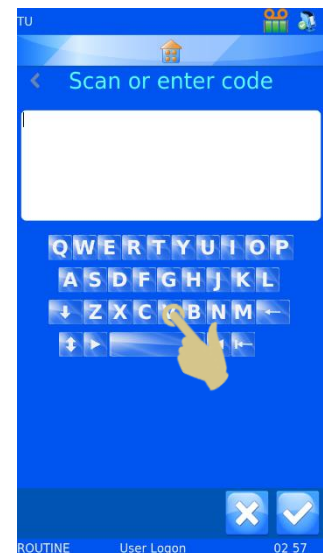 TU
Scan or enter code
Q W E R T Y U I O P
A S D F G H J K L
Z X C V B N M
ROUTINE User Logon 02 57